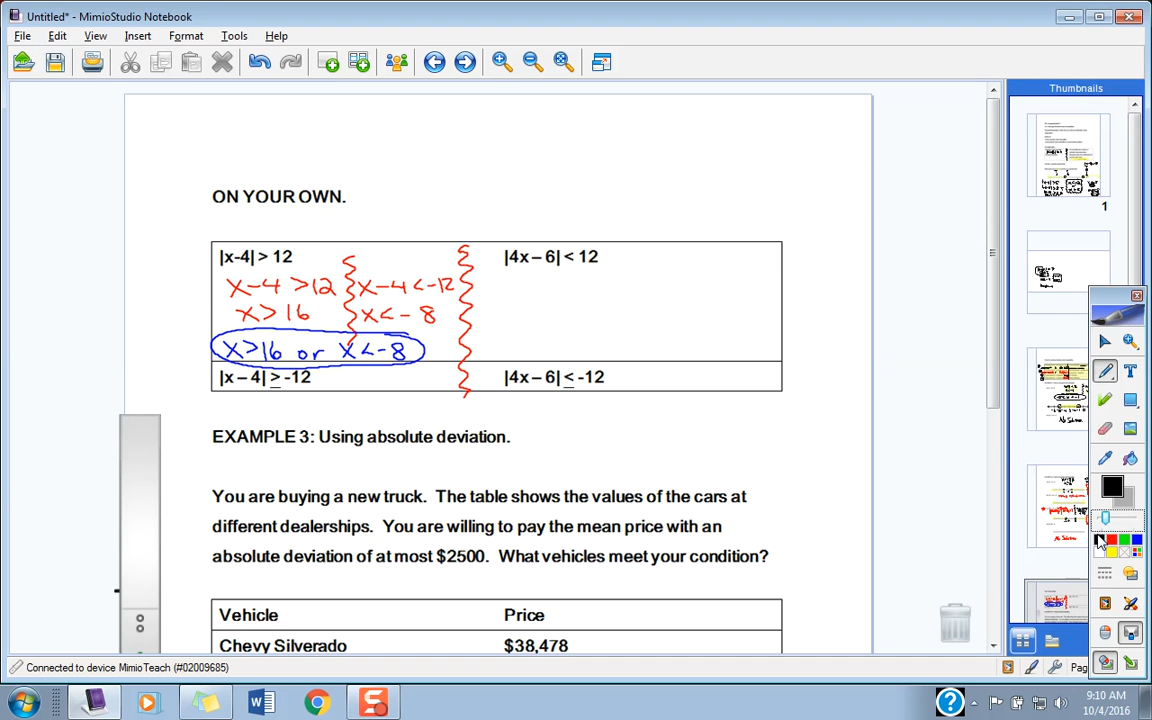 Untitled* - MimioStudio Notebook
File Edit View Insert Format Tools Help
Thumbnails
1
ON YOUR OWN.
|x-4| > 12
|4x – 6| < 12
x-4 >12
x-4 <-12
x > 16
x < - 8
x >16 or x <-8
|x – 4| > -12
|4x – 6| < -12
EXAMPLE 3: Using absolute deviation.
You are buying a new truck. The table shows the values of the cars at
different dealerships. You are willing to pay the mean price with an
absolute deviation of at most $2500. What vehicles meet your condition?
Vehicle Price
Chevy Silverado $38,478
Connected to device MimioTeach (#02009685)
Pag
9:10 AM
10/4/2016